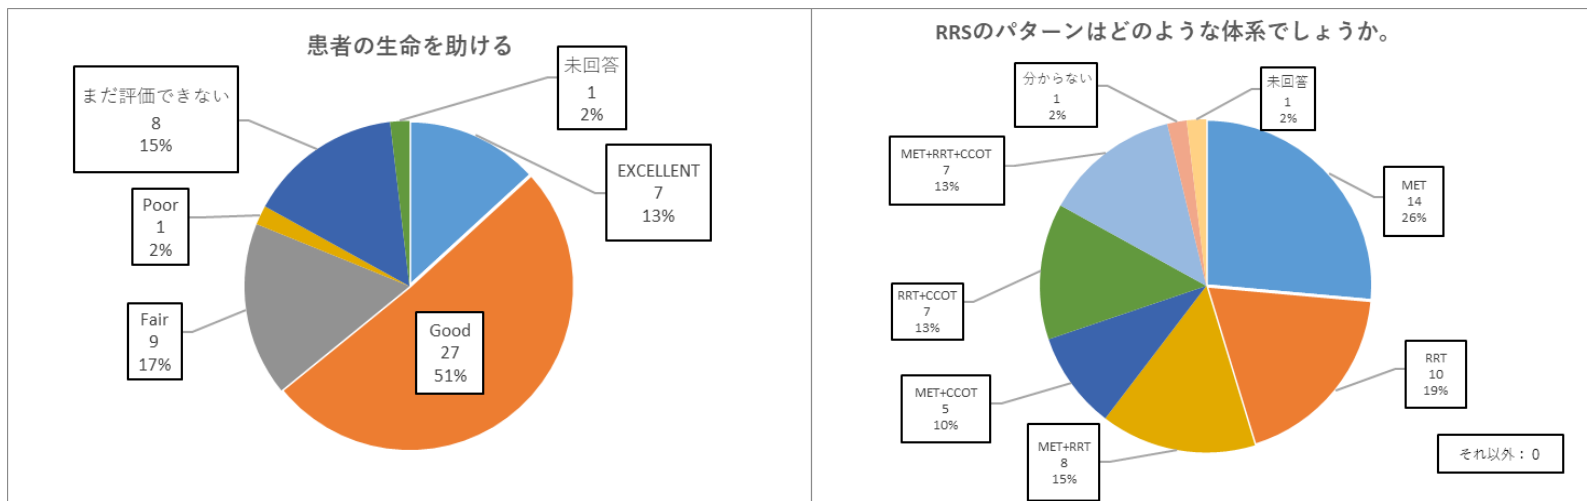 患者の生命を助ける
未回答
1
2%
EXCELLENT
7
13%
Good
27
51%
Fair
9
17%
Poor
1
2%
まだ評価できない
8
15%
RRSのパターンはどのような体系でしょうか。
未回答
1
2%
MET
14
26%
RRT
10
19%
MET+RRT
8
15%
MET+CCOT
5
10%
RRT+CCOT
7
13%
MET+RRT+CCOT
7
13%
分からない
1
2%
それ以外：0